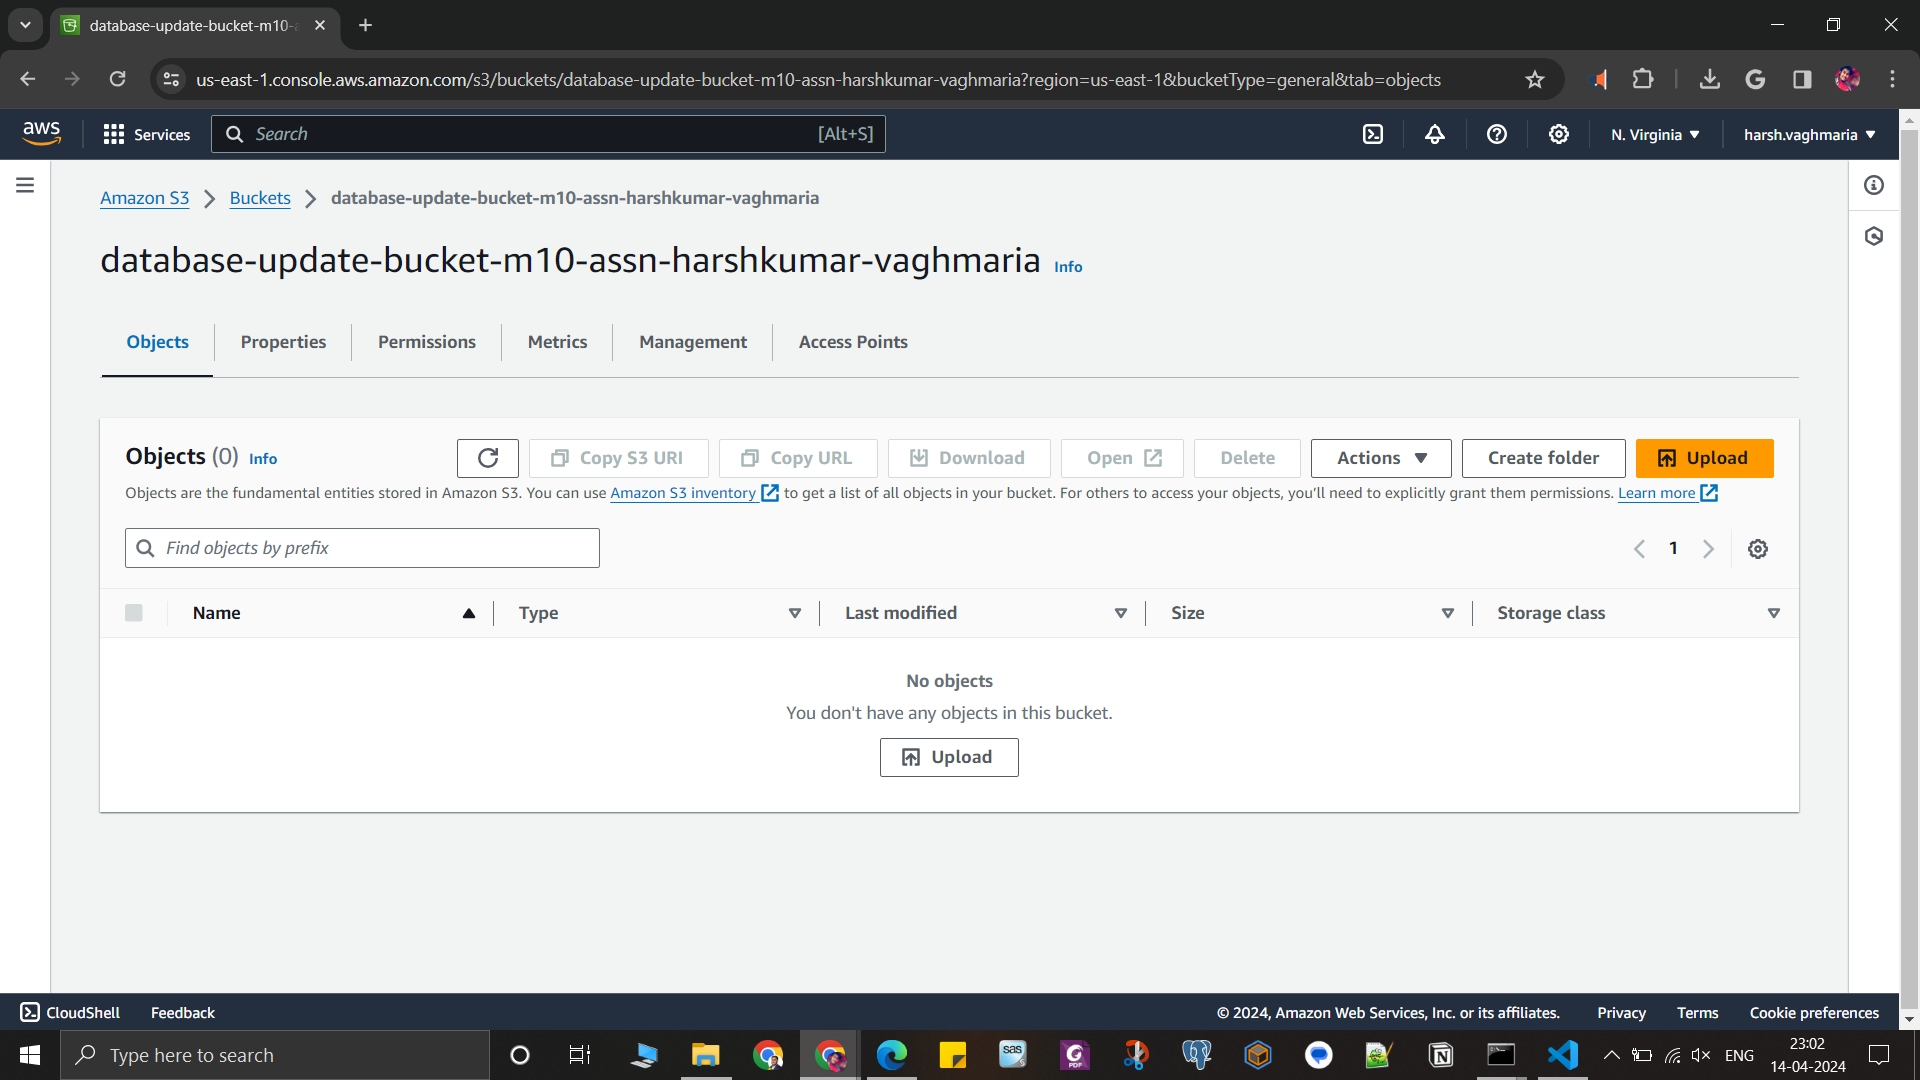 database-update-bucket-m10-a
us-east-1.console.aws.amazon.com/s3/buckets/database-update-bucket-m10-assn-harshkumar-vaghmaria?region=us-east-1&bucketType=general&tab=objects
aws
Services
Search
[Alt+S]
N. Virginia
harsh.vaghmaria
Amazon S3
Buckets
database-update-bucket-m10-assn-harshkumar-vaghmaria
database-update-bucket-m10-assn-harshkumar-vaghmaria Info
Objects
Properties
Permissions
Metrics
Management
Access Points
Objects (0) Info
Copy S3 URI
Copy URL
Download
Open
Delete
Actions
Create folder
Upload
Objects are the fundamental entities stored in Amazon S3. You can use Amazon S3 inventory to get a list of all objects in your bucket. For others to access your objects, you'll need to explicitly grant them permissions. Learn more
Find objects by prefix
1
Name
Type
Last modified
Size
Storage class
No objects
You don't have any objects in this bucket.
Upload
CloudShell
Feedback
© 2024, Amazon Web Services, Inc. or its affiliates.
Privacy
Terms
Cookie preferences
Type here to search
sas
PDF
ENG
23:02
14-04-2024